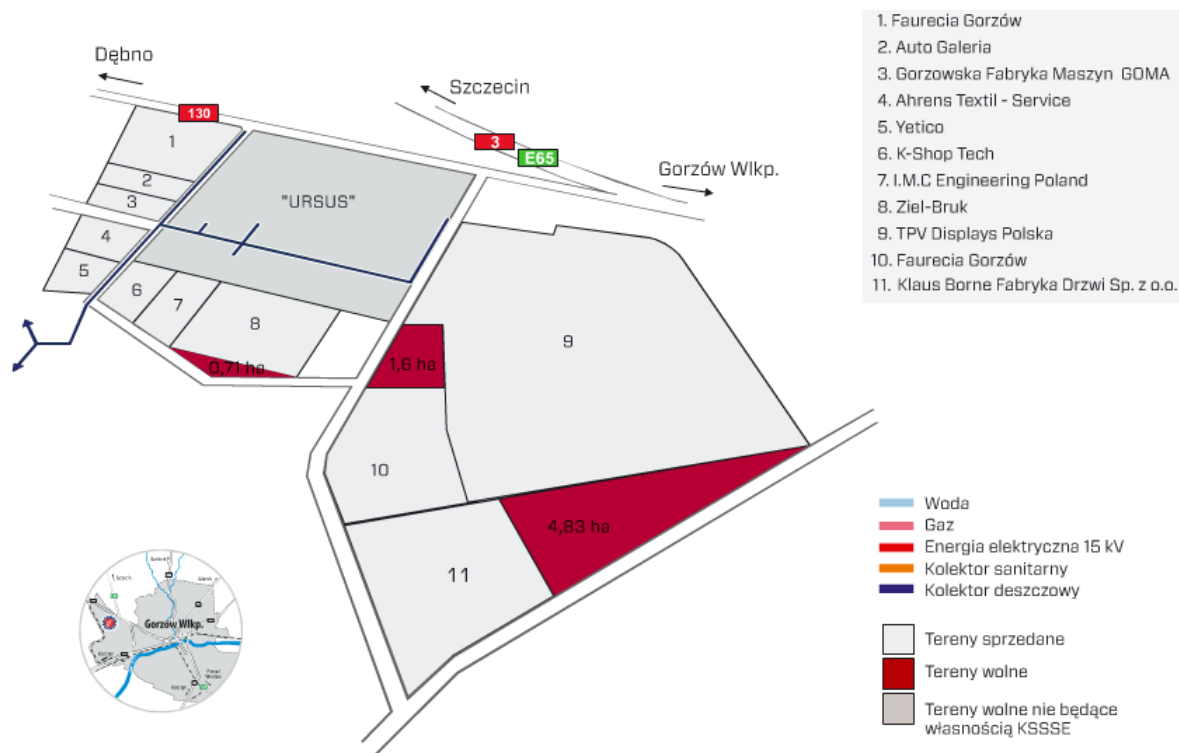 Dębno
130
Szczecin
3
E65
Gorzów Wlkp.
1
2
3
4
5
6
7
8
"URSUS"
0,71 ha
1,6 ha
9
10
4,83 ha
11
1. Faurecia Gorzów
2. Auto Galeria
3. Gorzowska Fabryka Maszyn GOMA
4. Ahrens Textil - Service
5. Yetico
6. K-Shop Tech
7. I.M.C Engineering Poland
8. Ziel-Bruk
9. TPV Displays Polska
10. Faurecia Gorzów
11. Klaus Borne Fabryka Drzwi Sp. z o.o.
Woda
Gaz
Energia elektryczna 15 kV
Kolektor sanitarny
Kolektor deszczowy
Tereny sprzedane
Tereny wolne
Tereny wolne nie będące
własnością KSSSE
Gorzów Wlkp.